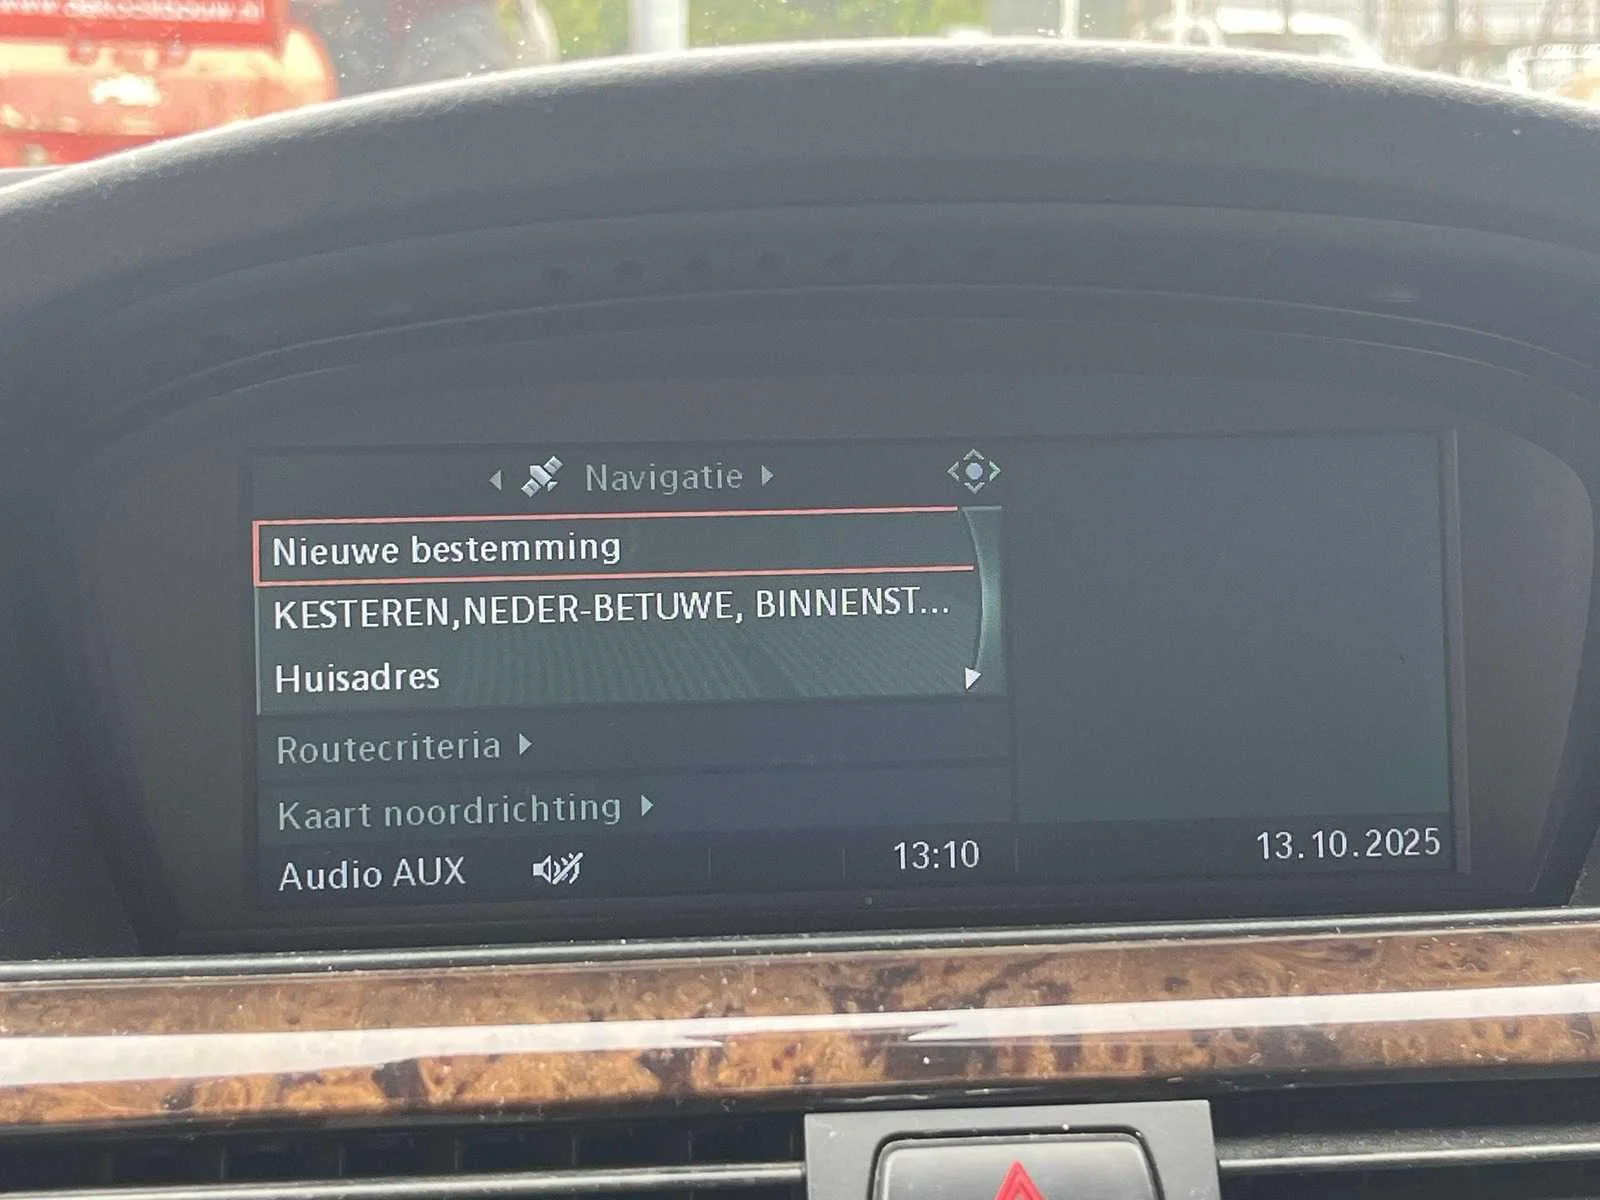 Navigatie
Nieuwe bestemming
KESTEREN,NEDER-BETUWE, BINNENST...
Huisadres
Routecriteria
Kaart noordrichting
Audio AUX 13:10 13.10.2025